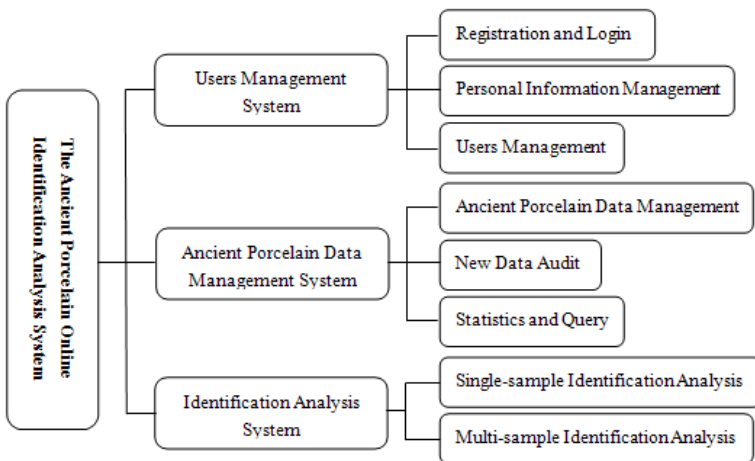 The Ancient Porcelain Online
Identification Analysis System
Users Management
System
Registration and Login
Personal Information Management
Users Management
Ancient Porcelain Data
Management System
Ancient Porcelain Data Management
New Data Audit
Statistics and Query
Identification Analysis
System
Single-sample Identification Analysis
Multi-sample Identification Analysis